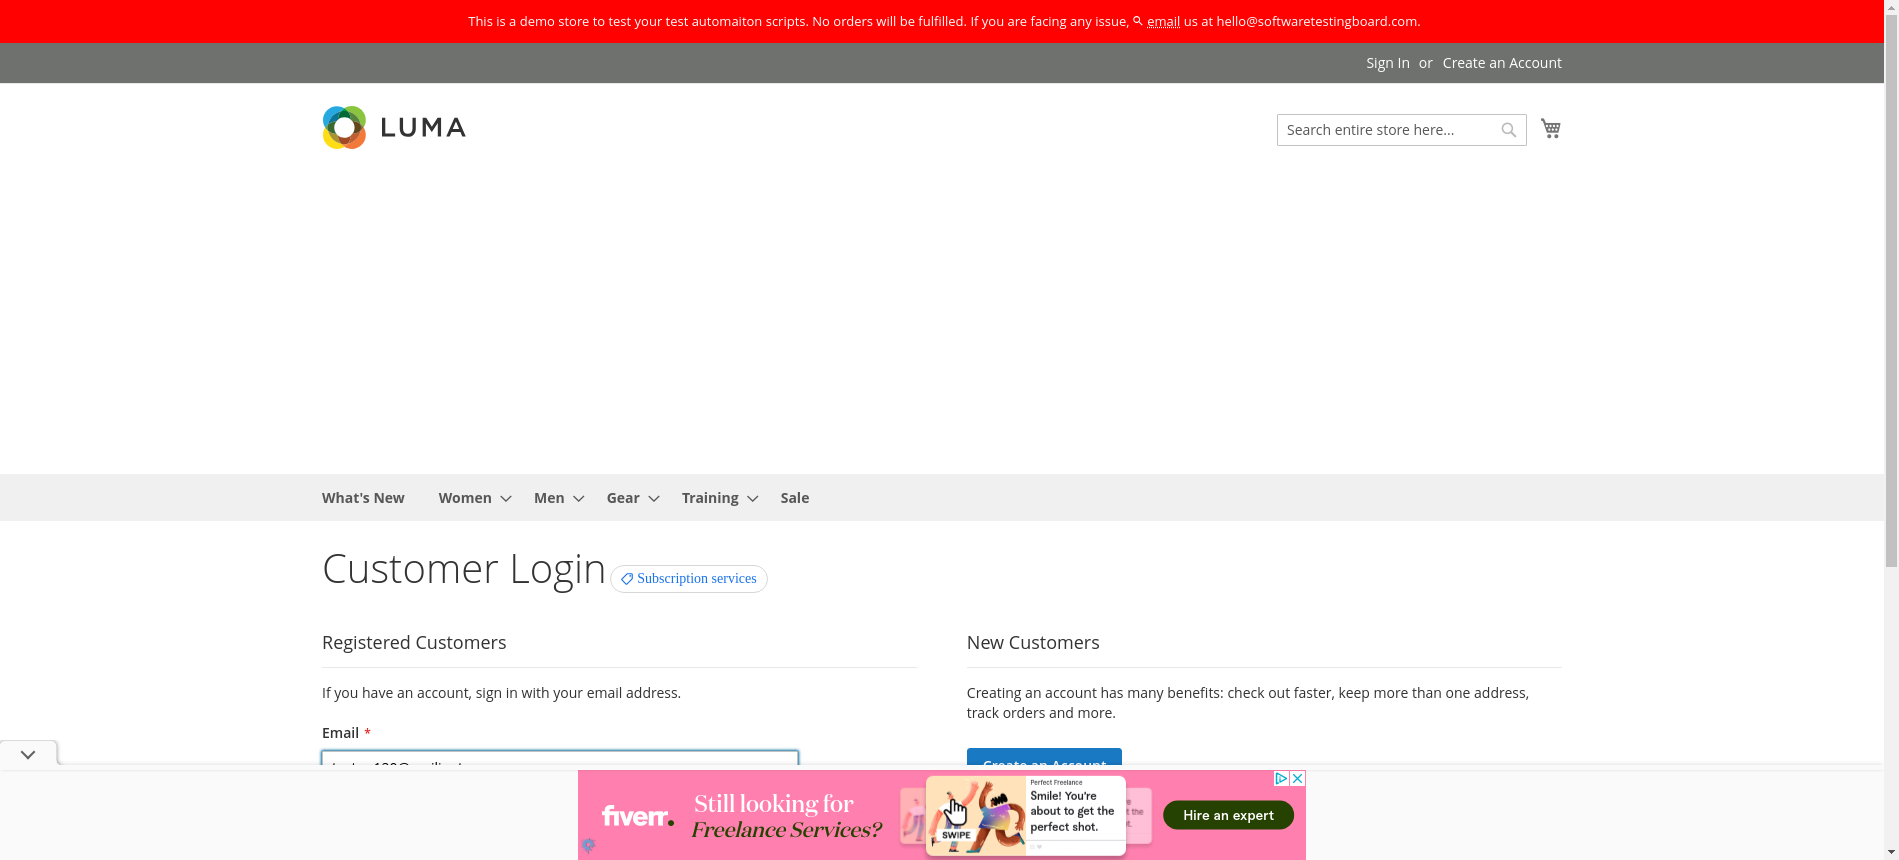 This is a demo store to test your test automaiton scripts. No orders will be fulfilled. If you are facing any issue, email us at hello@softwaretestingboard.com.
Sign In or Create an Account
LUMA
Search entire store here...
What's New Women Men Gear Training Sale
Customer Login
Subscription services
Registered Customers
If you have an account, sign in with your email address.
Email *
New Customers
Creating an account has many benefits: check out faster, keep more than one address,
track orders and more.
Create an Account
fiverr.
Still looking for
Freelance Services?
SWIPE
Perfect Freelance
Smile! You're
about to get the
perfect shot.
Hire an expert